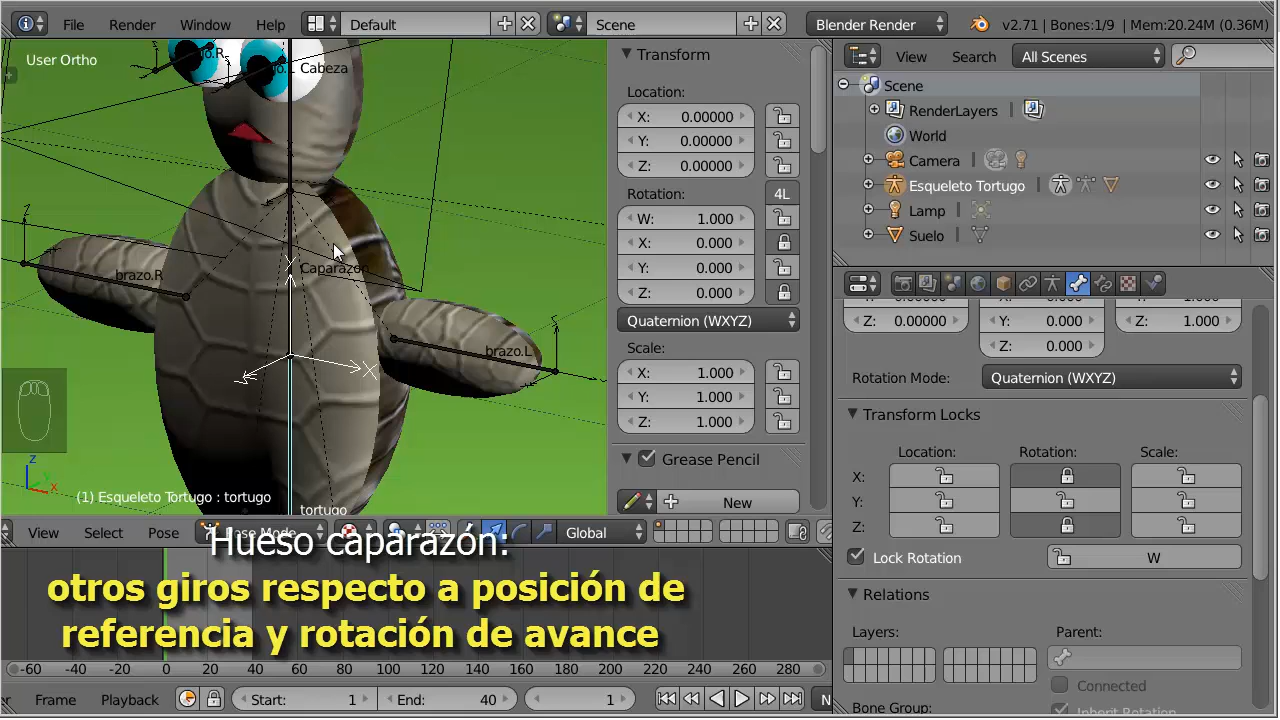 File Render Window Help Default Scene Blender Render v2.71 | Bones:1/9 | Mem:20.24M (0.36M)
User Ortho
Cabeza
brazo.R
Caparazon
brazo.L
(1) Esqueleto Tortugo : tortugo
tortugo
Z
X
Y
View Select Pose Pose Mode Global
Transform
Location:
X: 0.00000
Y: 0.00000
Z: 0.00000
Rotation: 4L
W: 1.000
X: 0.000
Y: 0.000
Z: 0.000
Quaternion (WXYZ)
Scale:
X: 1.000
Y: 1.000
Z: 1.000
Grease Pencil
New
View Search All Scenes
Scene
RenderLayers
World
Camera
Esqueleto Tortugo
Lamp
Suelo
Z: 0.00000 Y: 0.000 Z: 1.000
Z: 0.000
Rotation Mode: Quaternion (WXYZ)
Transform Locks
Location: Rotation: Scale:
X:
Y:
Z:
Lock Rotation W
Relations
Layers: Parent:
Connected
Bone Group: Inherit Rotation
Hueso caparazón:
otros giros respecto a posición de
referencia y rotación de avance
-60 -40 -20 0 20 40 60 80 100 120 140 160 180 200 220 240 260 280
Frame Playback Start: 1 End: 40 1